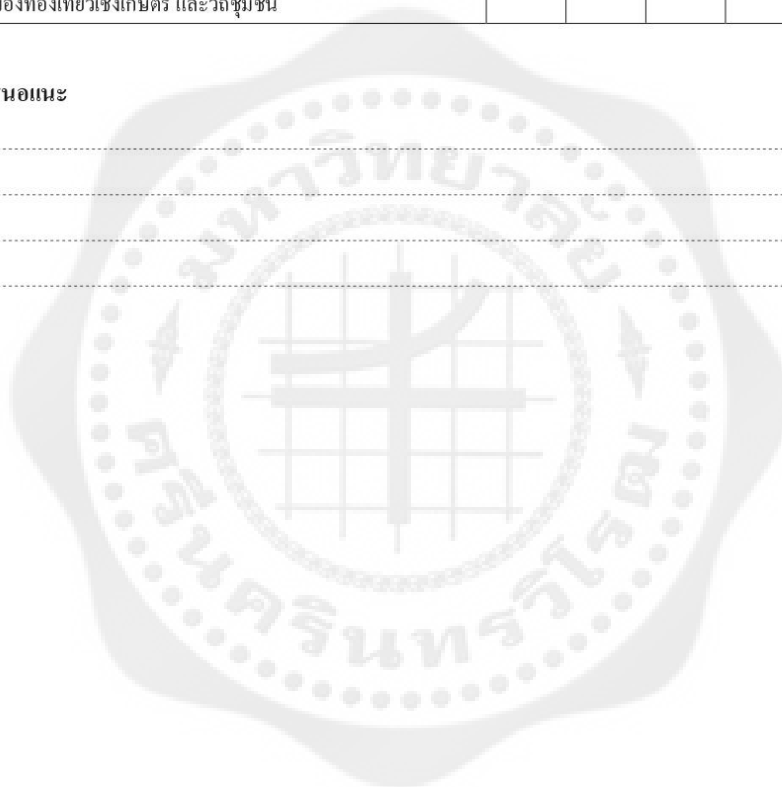 ของท่องเที่ยวเชิงเกษตร และวิถีชุมชน
นอแนะ
มหาวิทยาลัย
ศรีนครินทรวิโรฒ